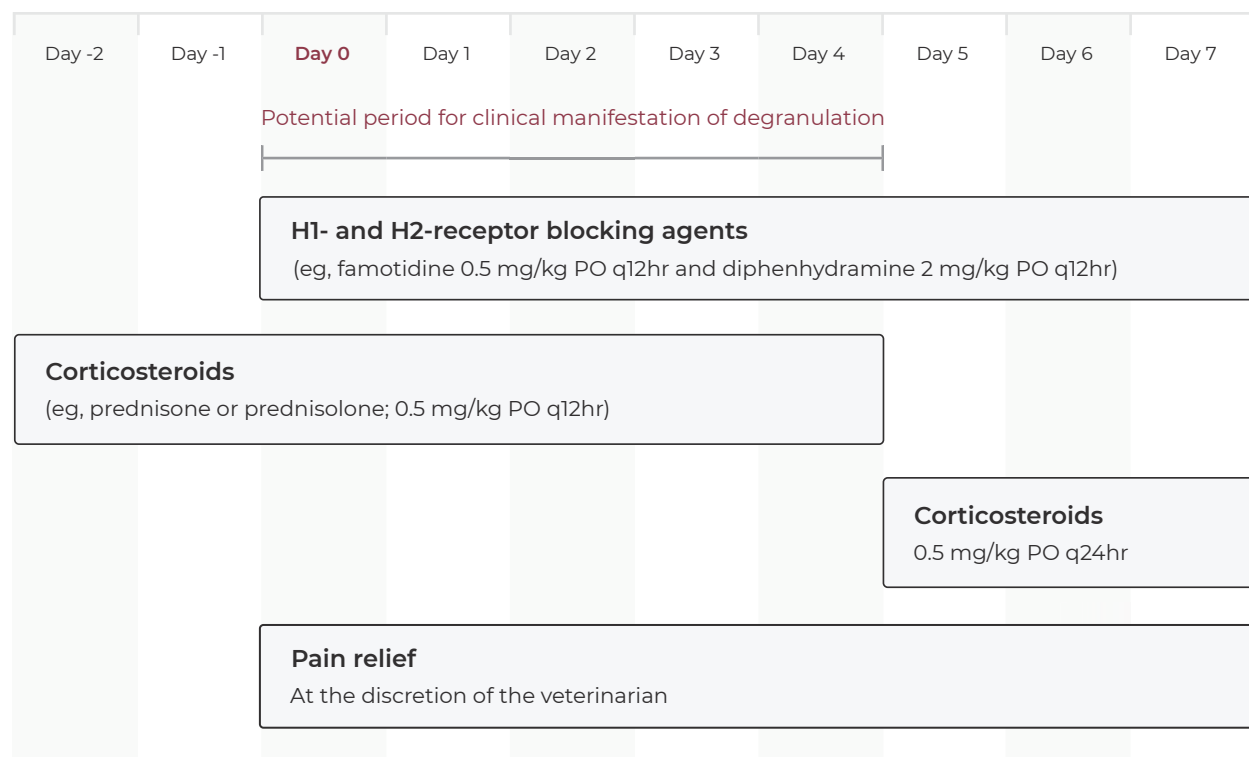 Day -2 Day -1 Day 0 Day 1 Day 2 Day 3 Day 4 Day 5 Day 6 Day 7
Potential period for clinical manifestation of degranulation
H1- and H2-receptor blocking agents
(eg, famotidine 0.5 mg/kg PO q12hr and diphenhydramine 2 mg/kg PO q12hr)
Corticosteroids
(eg, prednisone or prednisolone; 0.5 mg/kg PO q12hr)
Corticosteroids
0.5 mg/kg PO q24hr
Pain relief
At the discretion of the veterinarian